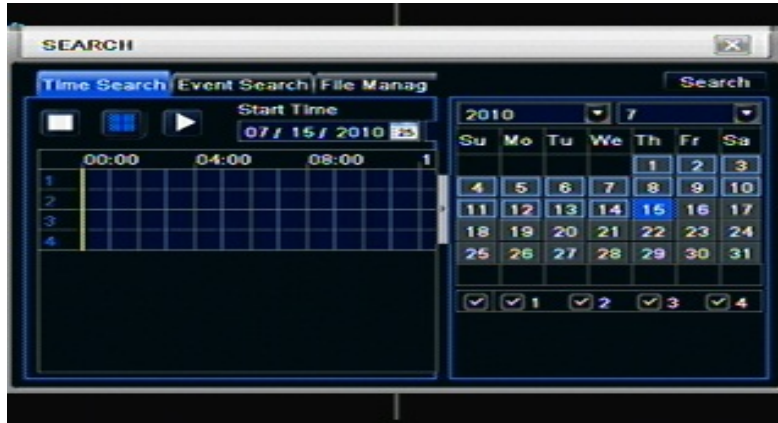 SEARCH
Time Search Event Search File Manag
Search
Start Time
07 / 15 / 2010
00:00 04:00 08:00 1
1
2
3
4
2010 7
Su Mo Tu We Th Fr Sa
1 2 3
4 5 6 7 8 9 10
11 12 13 14 15 16 17
18 19 20 21 22 23 24
25 26 27 28 29 30 31
1 2 3 4